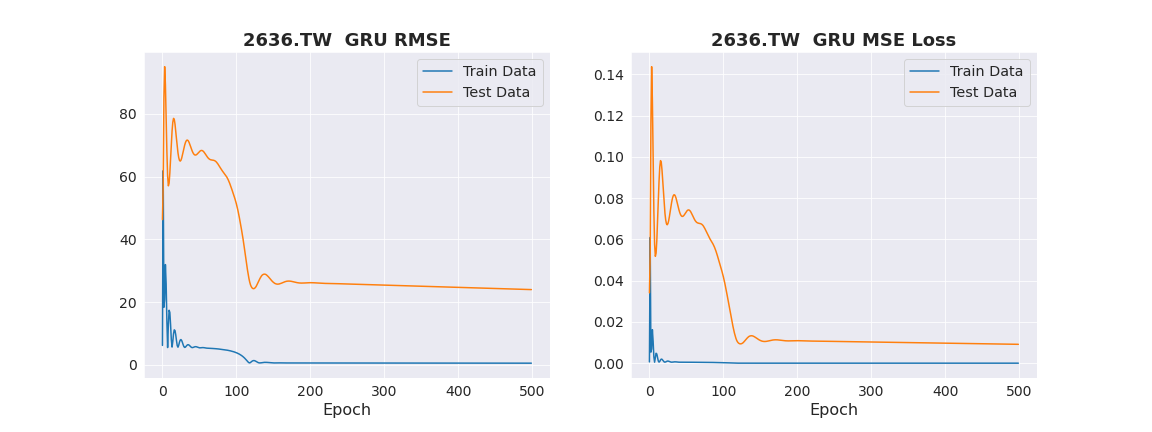 2636.TW  GRU RMSE
Train Data
Test Data
80
60
40
20
0
0 100 200 300 400 500
Epoch
2636.TW  GRU MSE Loss
Train Data
Test Data
0.14
0.12
0.10
0.08
0.06
0.04
0.02
0.00
0 100 200 300 400 500
Epoch